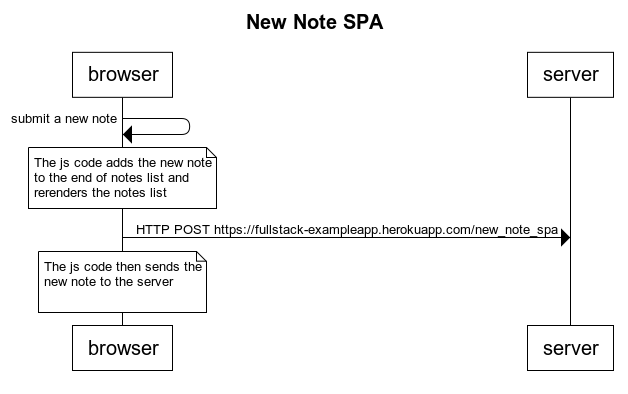 New Note SPA
browser
server
submit a new note
The js code adds the new note
to the end of notes list and
rerenders the notes list
HTTP POST https://fullstack-exampleapp.herokuapp.com/new_note_spa
The js code then sends the
new note to the server
browser
server